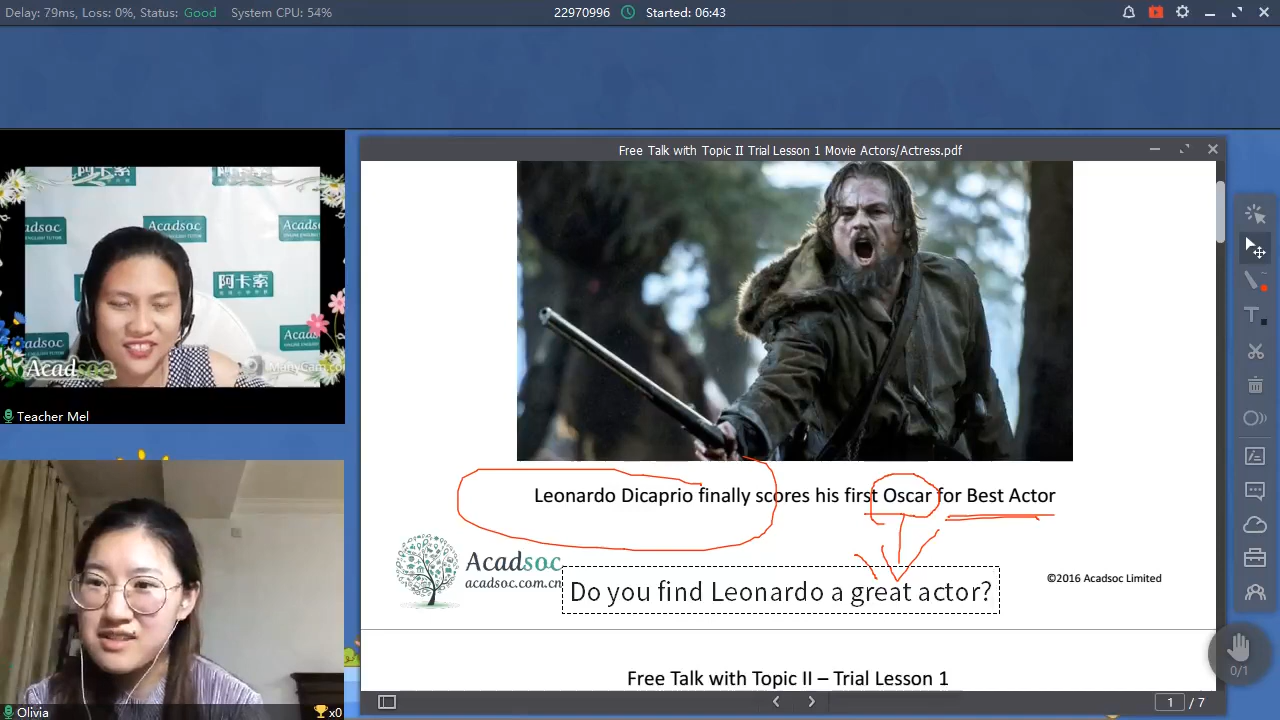 Delay: 79ms, Loss: 0%, Status: Good System CPU: 54%
22970996
Started: 06:43
Free Talk with Topic II Trial Lesson 1 Movie Actors/Actress.pdf
Acadsoc
Acadsoc
Acadsoc
阿卡索
Acadsoc
Teacher Mel
Leonardo Dicaprio finally scores his first Oscar for Best Actor
Acadsoc
acadsoc.com.cn
©2016 Acadsoc Limited
Do you find Leonardo a great actor?
Free Talk with Topic II – Trial Lesson 1
0/1
1 / 7
Olivia
x0